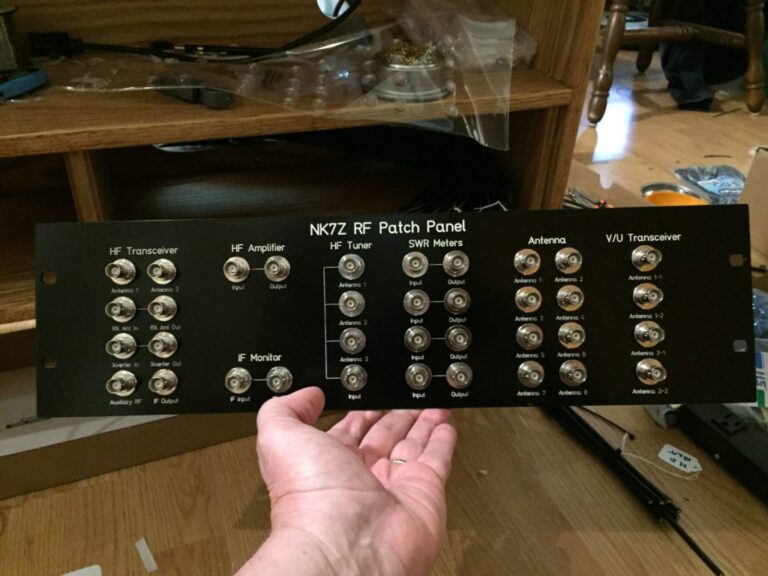 NK7Z RF Patch Panel
HF Transceiver
Antenna 1 Antenna 2
RX Ant In RX Ant Out
Xverter In Xverter Out
Auxiliary RF IF Output
HF Amplifier
Input Output
IF Monitor
IF Input
HF Tuner
Antenna 1
Antenna 2
Antenna 3
Input
SWR Meters
Input Output
Input Output
Input Output
Input Output
Antenna
Antenna 1 Antenna 2
Antenna 3 Antenna 4
Antenna 5 Antenna 6
Antenna 7 Antenna 8
V/U Transceiver
Antenna 1-1
Antenna 1-2
Antenna 2-1
Antenna 2-2